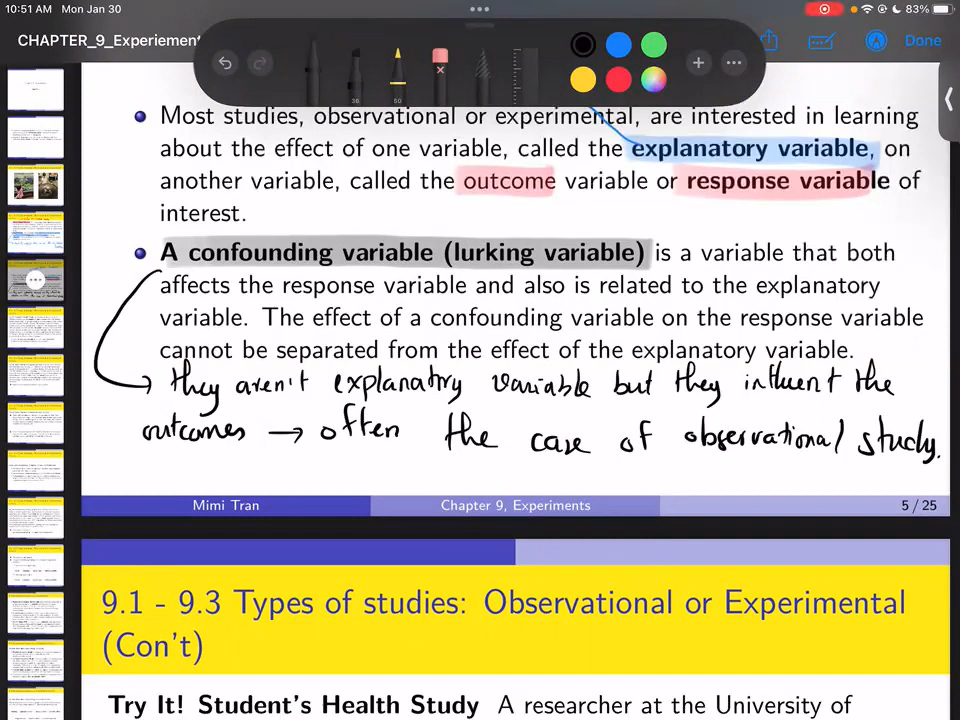 10:51 AM Mon Jan 30
83%
CHAPTER_9_Experiemen
Done
38
50
Most studies, observational or experimental, are interested in learning
about the effect of one variable, called the explanatory variable, on
another variable, called the outcome variable or response variable of
interest.
A confounding variable (lurking variable) is a variable that both
affects the response variable and also is related to the explanatory
variable. The effect of a confounding variable on the response variable
cannot be separated from the effect of the explanatory variable.
they aren't explanatory variable but they influent the
outcomes → often the case of observational study.
Mimi Tran
Chapter 9, Experiments
5 / 25
9.1 - 9.3 Types of studies: Observational or Experimental
(Con't)
Try It! Student's Health Study A researcher at the University of